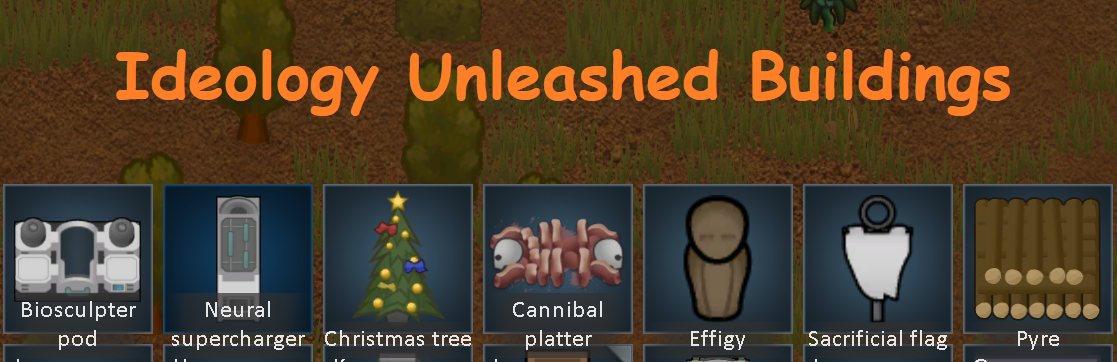 Ideology Unleashed Buildings
Biosculpter
pod
Neural
supercharger
Christmas tree
Cannibal
platter
Effigy
Sacrificial flag
Pyre